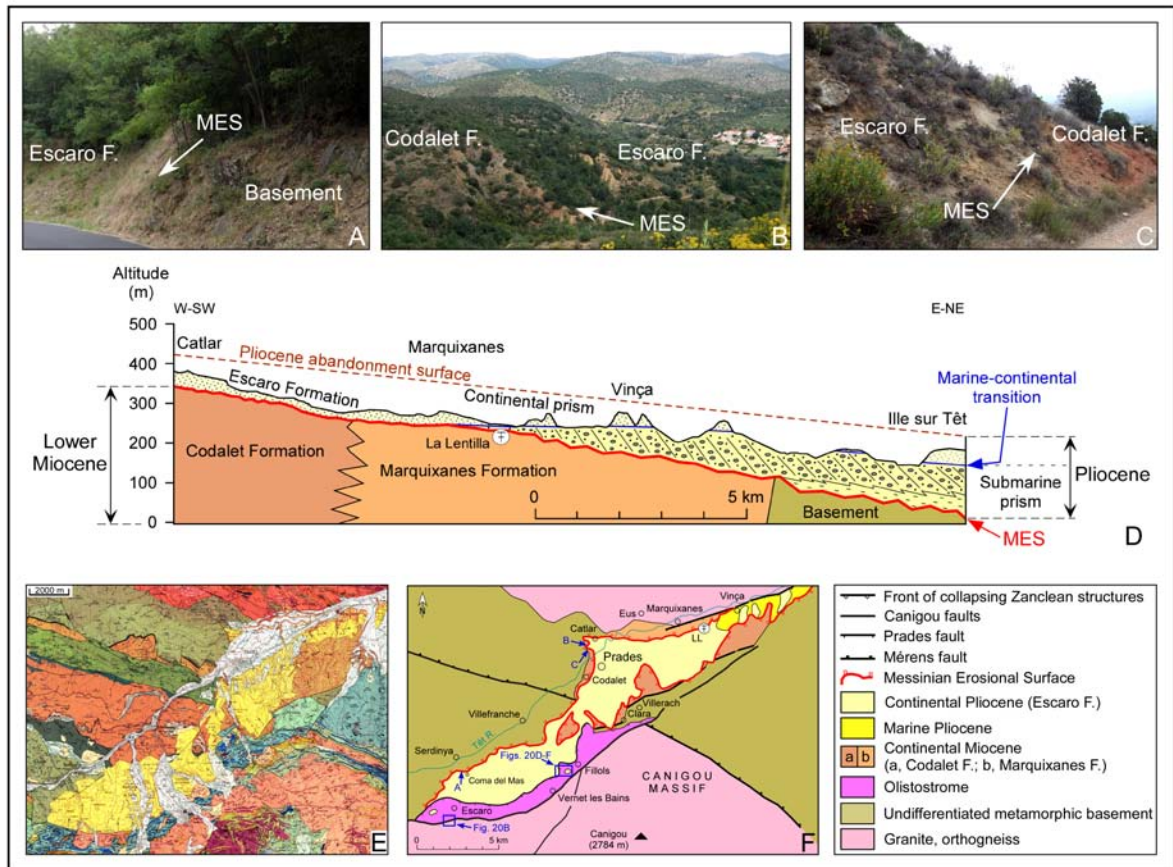 MES
Escaro F.
Basement
A
Codalet F.
Escaro F.
MES
B
Escaro F.
Codalet F.
MES
C
Altitude
(m)
W-SW
E-NE
500
400
300
200
100
0
Catlar
Marquixanes
Vinça
Ille sur Têt
Pliocene abandonment surface
Escaro Formation
Continental prism
Marine-continental
transition
Lower
Miocene
Codalet Formation
La Lentilla
Marquixanes Formation
0
5 km
Basement
Submarine
prism
Pliocene
MES
D
2000 m
E
N
Eus
Marquixanes
Vinça
Catlar
LL
B
C
Prades
Codalet
Villefranche
Villerach
Clara
Têt R.
Serdinya
Figs. 20D-F
A
Coma del Mas
Fillols
CANIGOU
MASSIF
Escaro
Vernet les Bains
Fig. 20B
Canigou
(2784 m)
0
5 km
F
Front of collapsing Zanclean structures
Canigou faults
Prades fault
Mérens fault
Messinian Erosional Surface
Continental Pliocene (Escaro F.)
Marine Pliocene
a b
Continental Miocene
(a, Codalet F.; b, Marquixanes F.)
Olistostrome
Undifferentiated metamorphic basement
Granite, orthogneiss